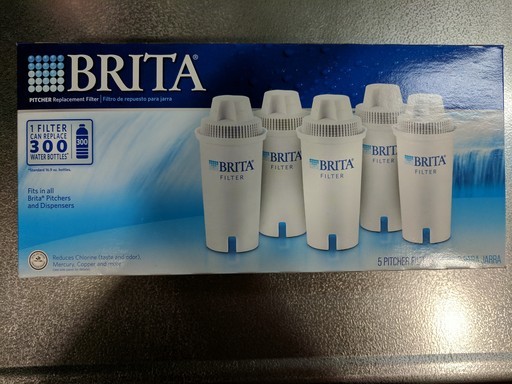 BRITA®
PITCHER Replacement Filter | Filtro de repuesto para jarra
1 FILTER
CAN REPLACE
300
WATER BOTTLES*
300
Fits in all
Brita® Pitchers
and Dispensers
Reduces Chlorine (taste and odor),
Mercury, Copper and more
BRITA
FILTER
BRITA
FILTER
BRITA
FILTER
BRITA
FILTER
BRITA
FILTER
5 PITCHER
PARA JARRA